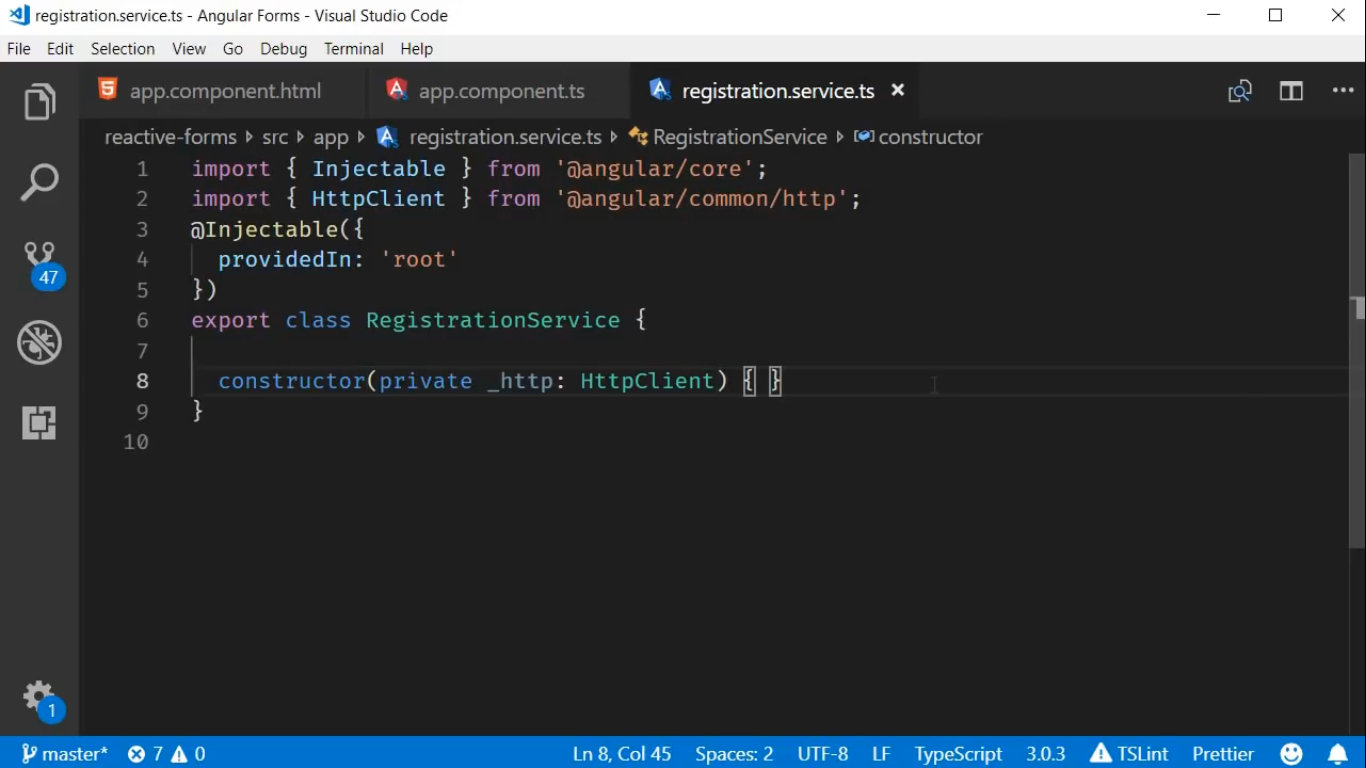 registration.service.ts - Angular Forms - Visual Studio Code
File Edit Selection View Go Debug Terminal Help
app.component.html app.component.ts registration.service.ts
reactive-forms src app registration.service.ts RegistrationService constructor
1 import { Injectable } from '@angular/core';
2 import { HttpClient } from '@angular/common/http';
3 @Injectable({
4 providedIn: 'root'
5 })
6 export class RegistrationService {
7
8 constructor(private _http: HttpClient) { }
9 }
10
47
1
master* 7 0 Ln 8, Col 45 Spaces: 2 UTF-8 LF TypeScript 3.0.3 TSLint Prettier